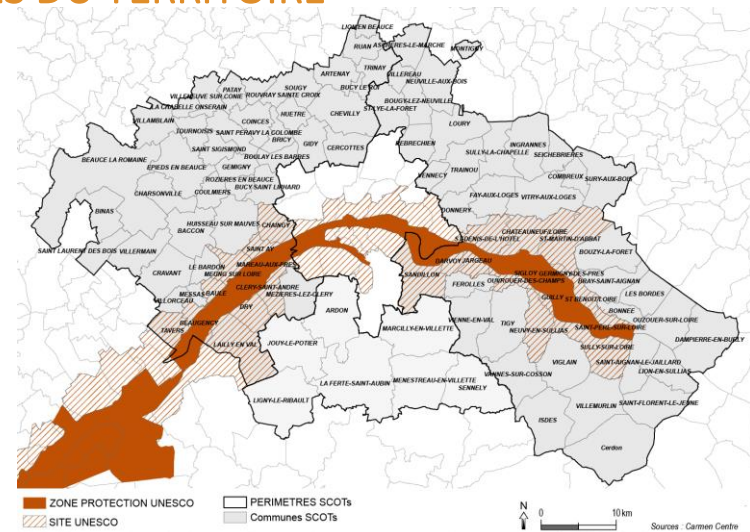 S DU TERRITOIRE
LION EN BEAUCE
RUAN
ASCHERES-LE-MARCHE
MONTIGNY
TRINAY
VILLEREAU
ARTENAY
NEUVILLE-AUX-BOIS
PATAY
SOUGY
BUCY LE ROI
VILLENEUVE SUR CONIE
ROUVRAY SAINTE CROIX
BOUGY-LEZ-NEUVILLE
LA CHAPELLE ONSERAIN
HUETRE
CHEVILLY
ST-LYE-LA-FORET
VILLAMBLAIN
COINCES
LOURY
TOURNOISIS
SAINT PERAVY LA COLOMBE
BRICY
GIDY
CERCOTTES
REBRECHIEN
INGRANNES
SULLY-LA-CHAPELLE
SEICHEBRIERES
SAINT SIGISMOND
BOULAY LES BARRES
BEAUCE LA ROMAINE
EPIEDS EN BEAUCE
GEMIGNY
TRAINOU
COMBREUX
SURY-AUX-BOIS
ROZIERES EN BEAUCE
VENNECY
BUCY SAINT LIPHARD
CHARSONVILLE
COULMIERS
FAY-AUX-LOGES
VITRY-AUX-LOGES
BINAS
DONNERY
HUISSEAU SUR MAUVES
CHAINGY
BACCON
CHATEAUNEUF/LOIRE
ST-DENIS-DE-L'HOTEL
ST-MARTIN-D'ABBAT
SAINT LAURENT DES BOIS
VILLERMAIN
SAINT AY
BOUZY-LA-FORET
LE BARDON
MAREAU-AUX-PRES
DARVOY
JARGEAU
CRAVANT
MEUNG SUR LOIRE
SANDILLON
SIGLOY
GERMIGNY-DES-PRES
OUVROUER-DES-CHAMPS
BRAY-SAINT-AIGNAN
MESSAS
BAULE
CLERY-SAINT-ANDRE
FEROLLES
VILLORCEAU
MEZIERES-LEZ-CLERY
GUILLY
ST BENOIT/LOIRE
LES BORDES
DRY
ARDON
BONNEE
BEAUGENCY
VIENNE-EN-VAL
TIGY
OUZOUER-SUR-LOIRE
TAVERS
MARCILLY-EN-VILLETTE
NEUVY-EN-SULLIAS
SAINT-PERE-SUR-LOIRE
LAILLY EN VAL
JOUY-LE-POTIER
SULLY-SUR-LOIRE
DAMPIERRE-EN-BURLY
VIGLAIN
SAINT-AIGNAN-LE-JAILLARD
VANNES-SUR-COSSON
LION-EN-SULLIAS
LA FERTE-SAINT-AUBIN
MENESTREAU-EN-VILLETTE
SENNELY
LIGNY-LE-RIBAULT
VILLEMURLIN
SAINT-FLORENT-LE-JEUNE
ISDES
Cerdon
ZONE PROTECTION UNESCO
PERIMETRES SCOTs
SITE UNESCO
Communes SCOTs
N
0 10 km
Sources : Carmen Centre